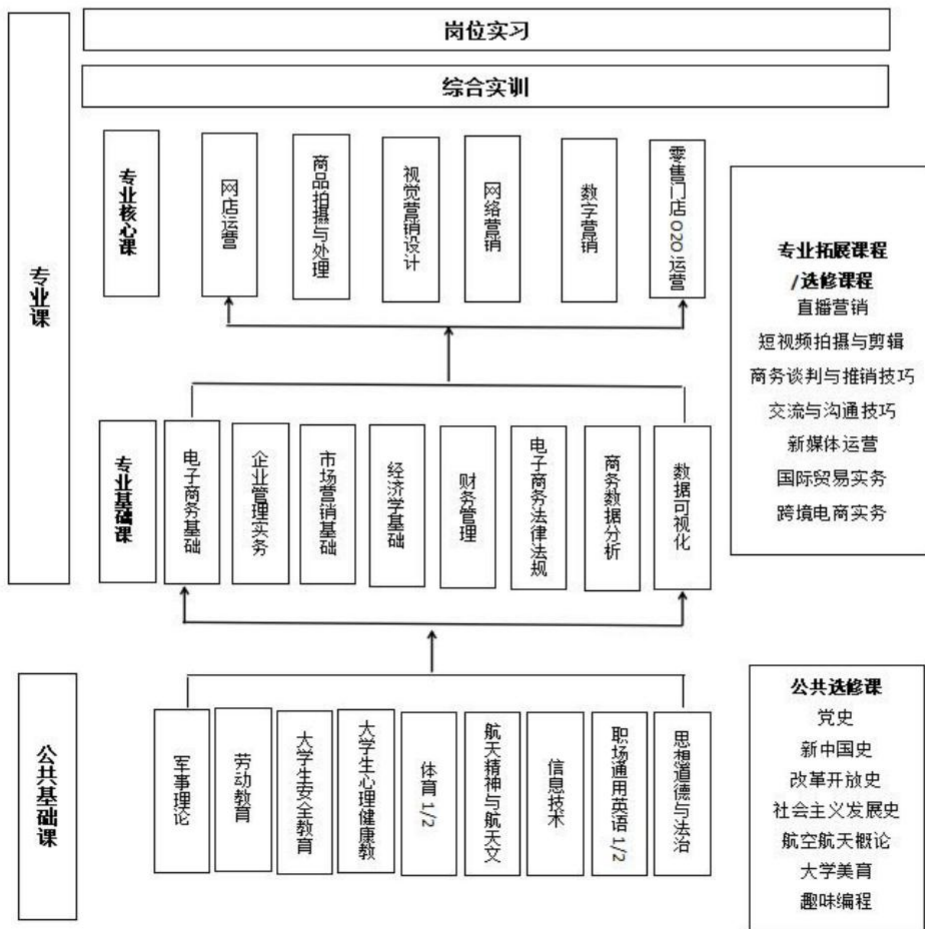 岗位实习
综合实训
专业课
专业核心课
网店运营
商品拍摄与处理
视觉营销设计
网络营销
数字营销
零售门店O2O运营
专业拓展课程
/选修课程
直播营销
短视频拍摄与剪辑
商务谈判与推销技巧
交流与沟通技巧
新媒体运营
国际贸易实务
跨境电商实务
专业基础课
电子商务基础
企业管理实务
市场营销基础
经济学基础
财务管理
电子商务法律法规
商务数据分析
数据可视化
公共基础课
军事理论
劳动教育
大学生安全教育
大学生心理健康教
体育 1/2
航天精神与航天文
信息技术
职场通用英语 1/2
思想道德与法治
公共选修课
党史
新中国史
改革开放史
社会主义发展史
航空航天概论
大学美育
趣味编程